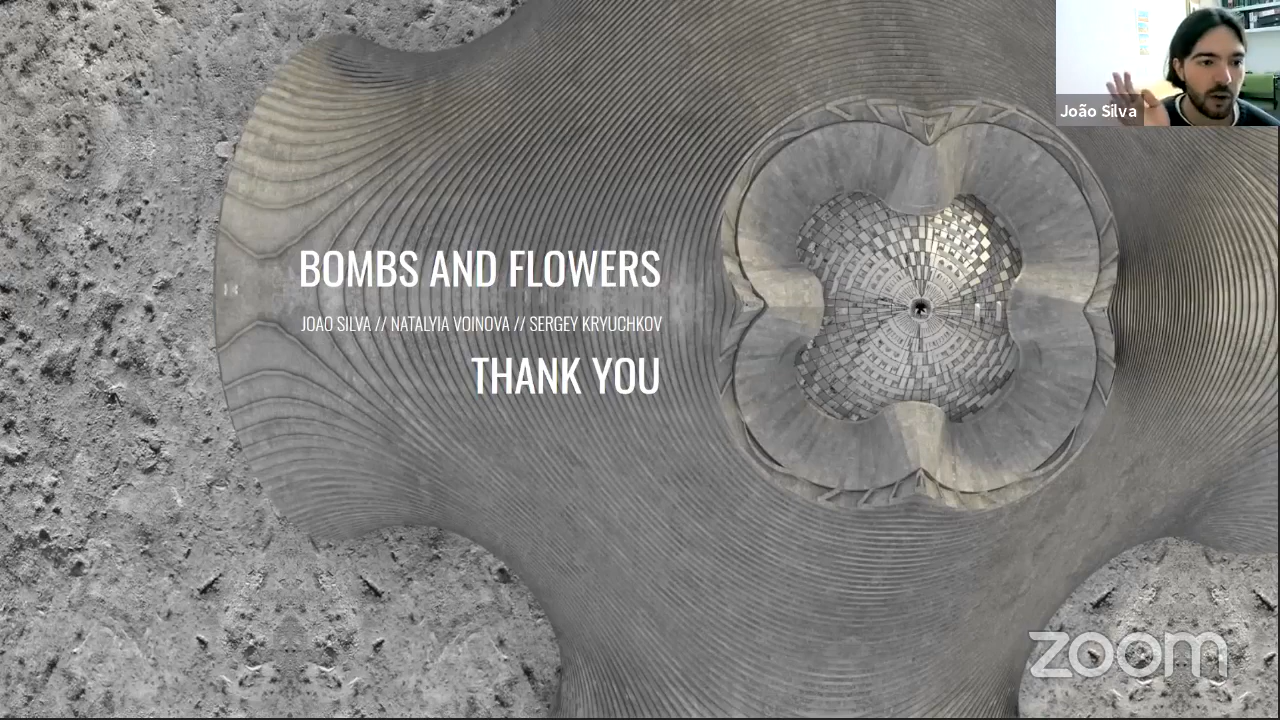 João Silva
BOMBS AND FLOWERS
JOAO SILVA // NATALYIA VOINOVA // SERGEY KRYUCHKOV
THANK YOU
zoom